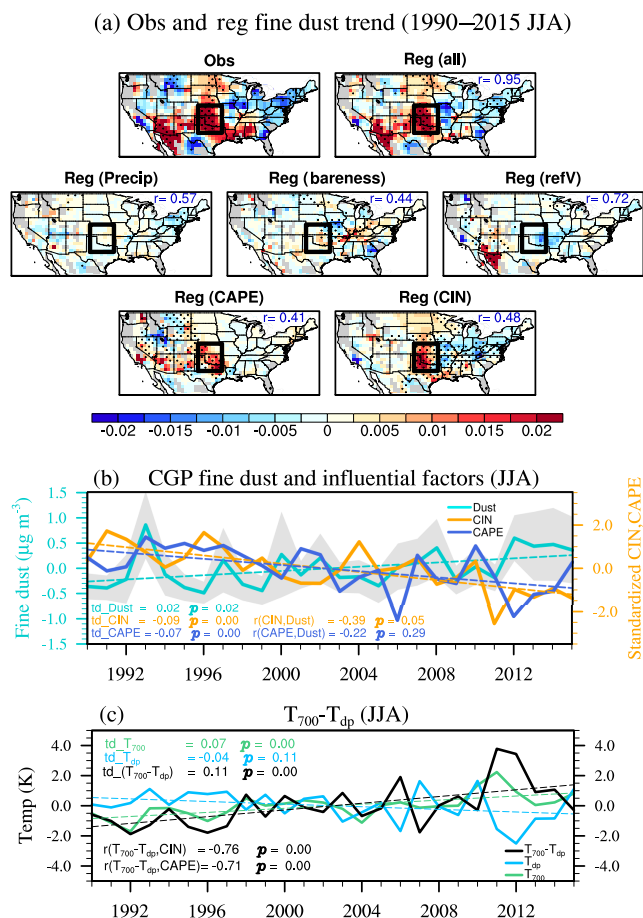 (a) Obs and reg fine dust trend (1990–2015 JJA)
Obs
Reg (all)
r= 0.95
Reg (Precip)
Reg (bareness)
Reg (refV)
r= 0.57
r= 0.44
r= 0.72
Reg (CAPE)
Reg (CIN)
r= 0.41
r= 0.48
-0.02 -0.015 -0.01 -0.005 0 0.005 0.01 0.015 0.02
(b) CGP fine dust and influential factors (JJA)
Fine dust (μg m⁻³)
1.5
1.0
0.5
0.0
-0.5
-1.0
-1.5
Dust
CIN
CAPE
2.0
0.0
-2.0
Standardized CIN,CAPE
td_Dust = 0.02 p = 0.02
td_CIN = -0.09 p = 0.00 r(CIN,Dust)= -0.39 p = 0.05
td_CAPE = -0.07 p = 0.00 r(CAPE,Dust)= -0.22 p = 0.29
1992 1996 2000 2004 2008 2012
(c) T₇₀₀-T_dp (JJA)
Temp (K)
4.0
2.0
0.0
-2.0
-4.0
td_T₇₀₀ = 0.07 p = 0.00
td_T_dp = -0.04 p = 0.11
td_(T₇₀₀-T_dp) = 0.11 p = 0.00
4.0
2.0
0.0
-2.0
-4.0
r(T₇₀₀-T_dp,CIN) = -0.76 p = 0.00
r(T₇₀₀-T_dp,CAPE)= -0.71 p = 0.00
T₇₀₀-T_dp
T_dp
T₇₀₀
1992 1996 2000 2004 2008 2012